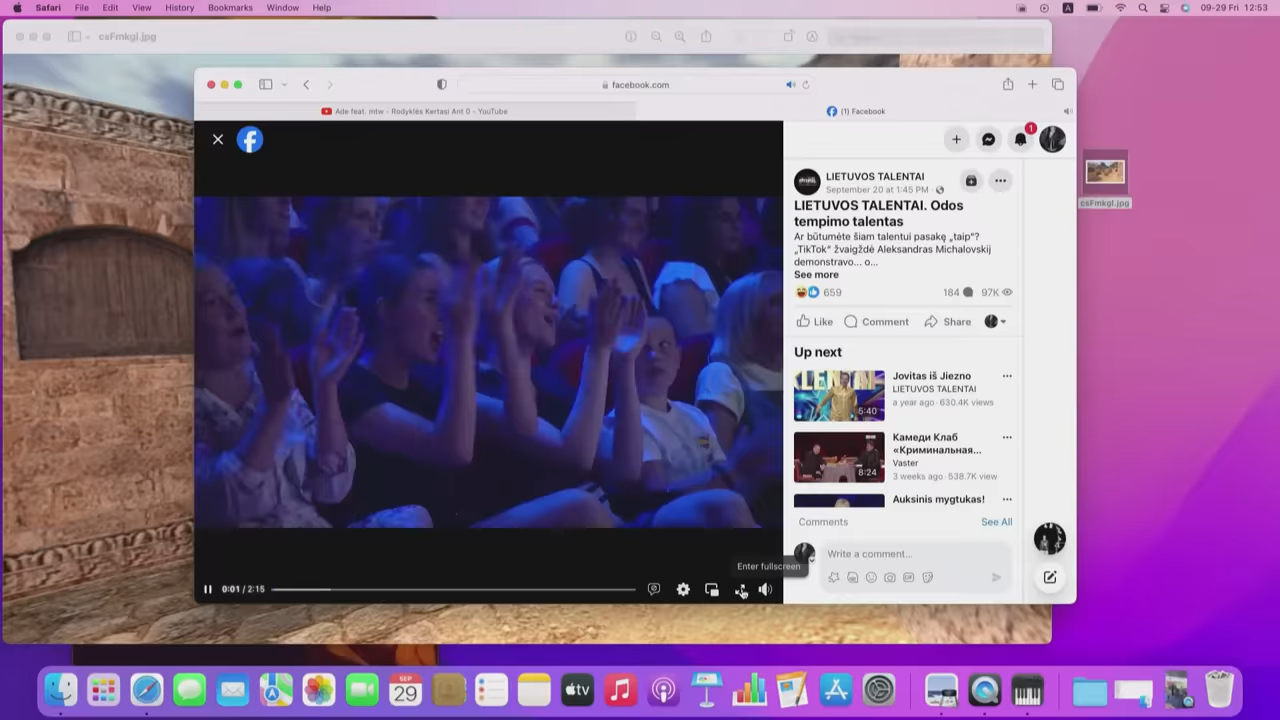 Safari File Edit View History Bookmarks Window Help
A 09-29 Fri 12:53
csFmkgl.jpg
facebook.com
Ade feat. mtw - Rodyklės Kertasi Ant 0 - YouTube
(1) Facebook
1
LIETUVOS TALENTAI
September 20 at 1:45 PM
LIETUVOS TALENTAI. Odos
tempimo talentas
Ar būtumėte šiam talentui pasakę „taip“?
„TikTok“ žvaigždė Aleksandras Michalovskij
demonstravo... o...
See more
659 184 97K
Like Comment Share
Up next
Jovitas iš Jiezno
LIETUVOS TALENTAI
a year ago · 630.4K views
5:40
Камеди Клаб
«Криминальная...
Vaster
3 weeks ago · 538.7K view
8:24
Auksinis mygtukas!
Comments See All
Write a comment...
GIF
Enter fullscreen
0:01 / 2:15
csFmkgl.jpg
SEP
29
tv